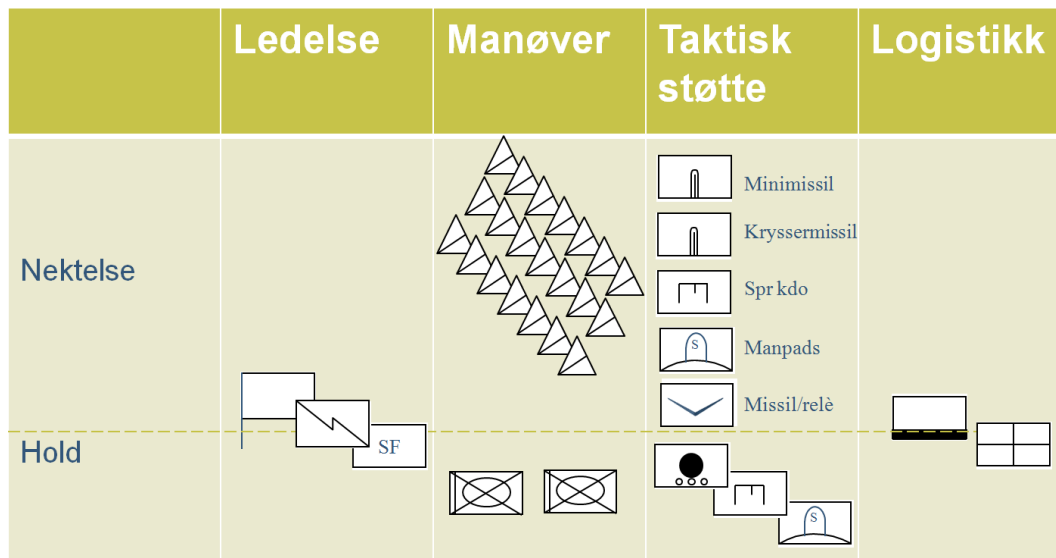 Ledelse
Manøver
Taktisk
støtte
Logistikk
Nektelse
Minimissil
Kryssermissil
Spr kdo
S
Manpads
Missil/relè
SF
Hold
S